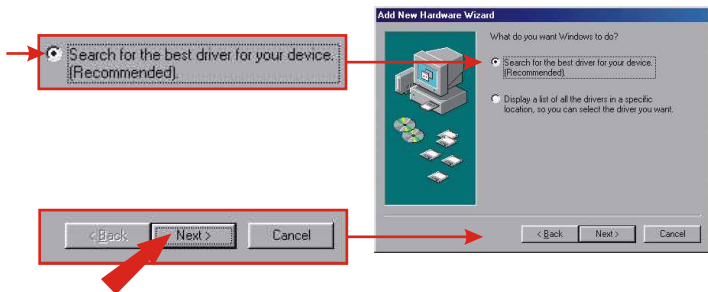 Search for the best driver for your device.
(Recommended).
< Back
Next >
Cancel
Add New Hardware Wizard
What do you want Windows to do?
Search for the best driver for your device.
(Recommended).
Display a list of all the drivers in a specific
location, so you can select the driver you want.
< Back
Next >
Cancel